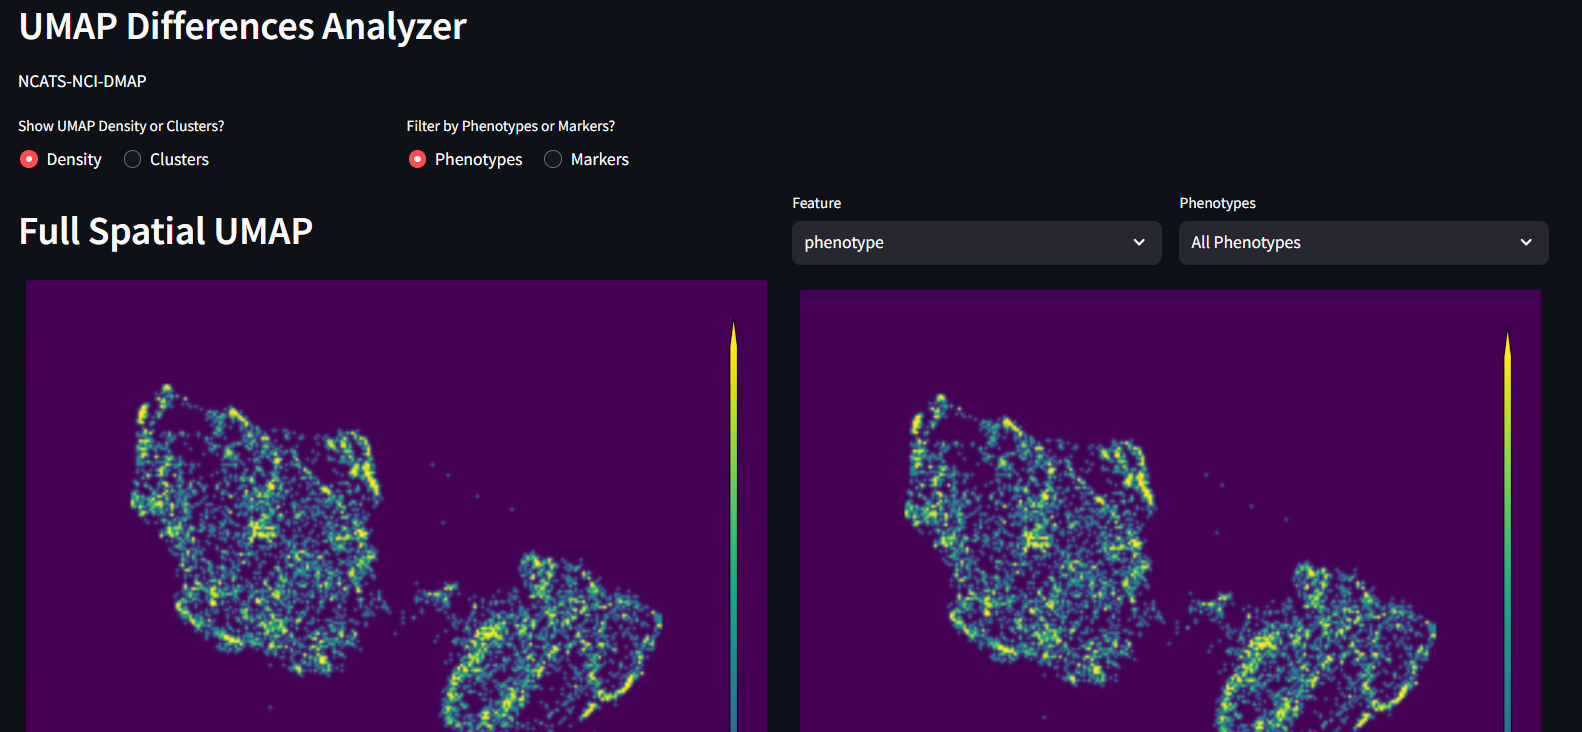 UMAP Differences Analyzer
NCATS-NCI-DMAP
Show UMAP Density or Clusters?
Density
Clusters
Filter by Phenotypes or Markers?
Phenotypes
Markers
Full Spatial UMAP
Feature
phenotype
Phenotypes
All Phenotypes